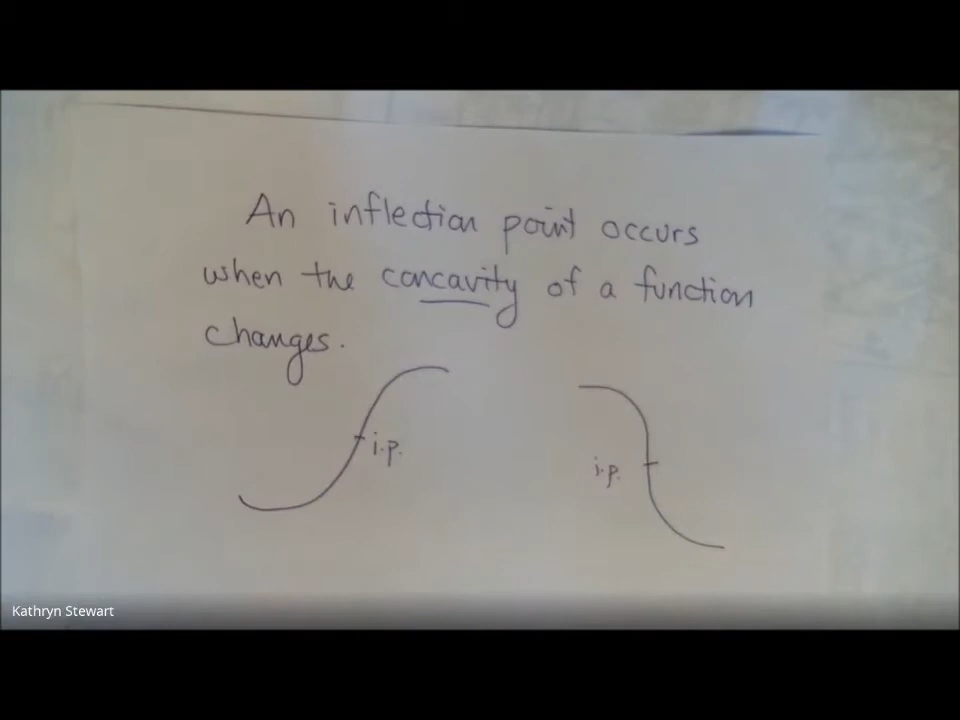 An inflection point occurs
when the concavity of a function
changes.
i.p.
i.p.
Kathryn Stewart